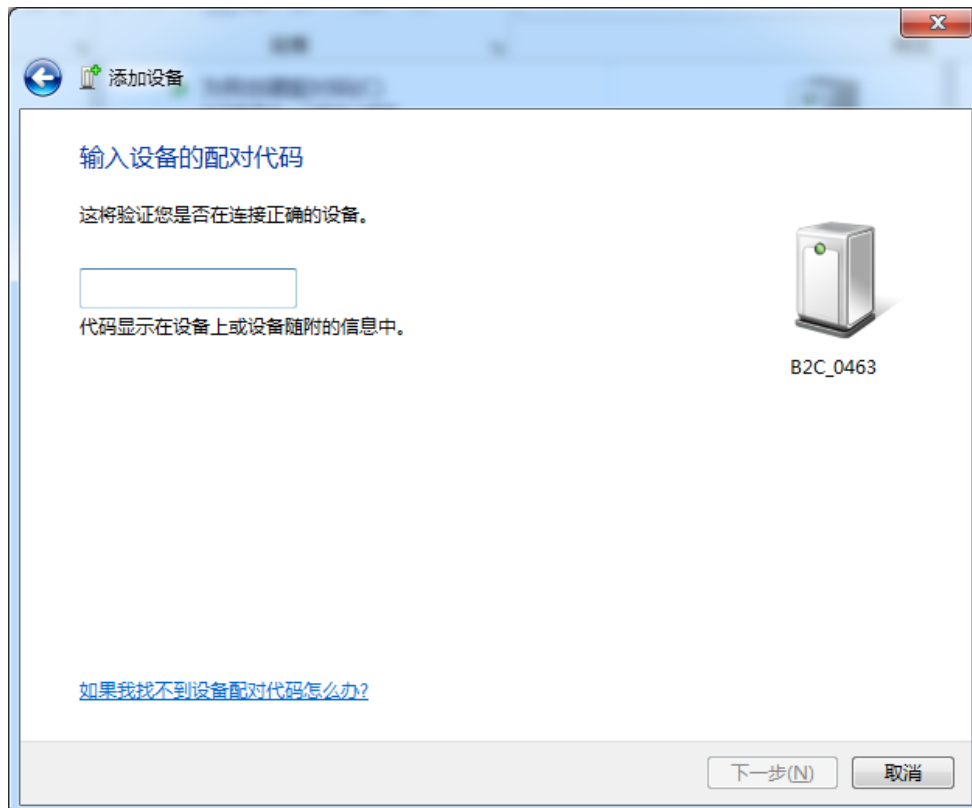 添加设备
输入设备的配对代码
这将验证您是否在连接正确的设备。
代码显示在设备上或设备随附的信息中。
B2C_0463
如果我找不到设备配对代码怎么办?
下一步(N)
取消